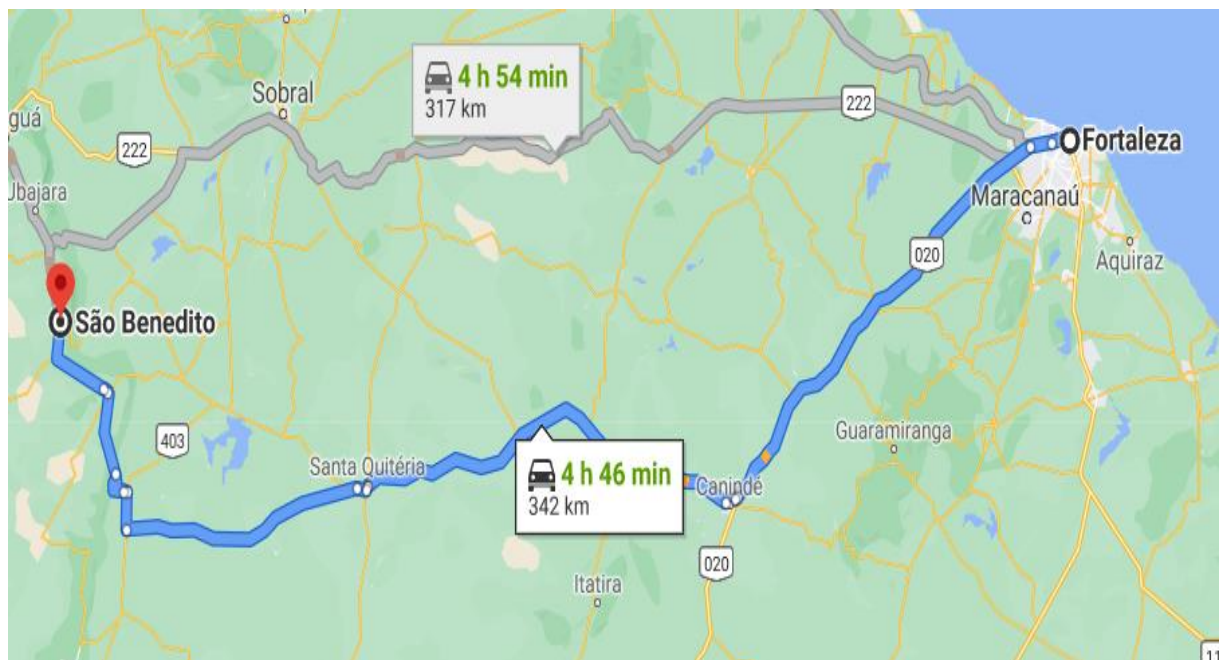 4 h 54 min
317 km
Sobral
222
222
Fortaleza
guá
Ubajara
Maracanaú
020
Aquiraz
São Benedito
403
Guaramiranga
Santa Quitéria
4 h 46 min
342 km
Canindé
020
Itatira
11